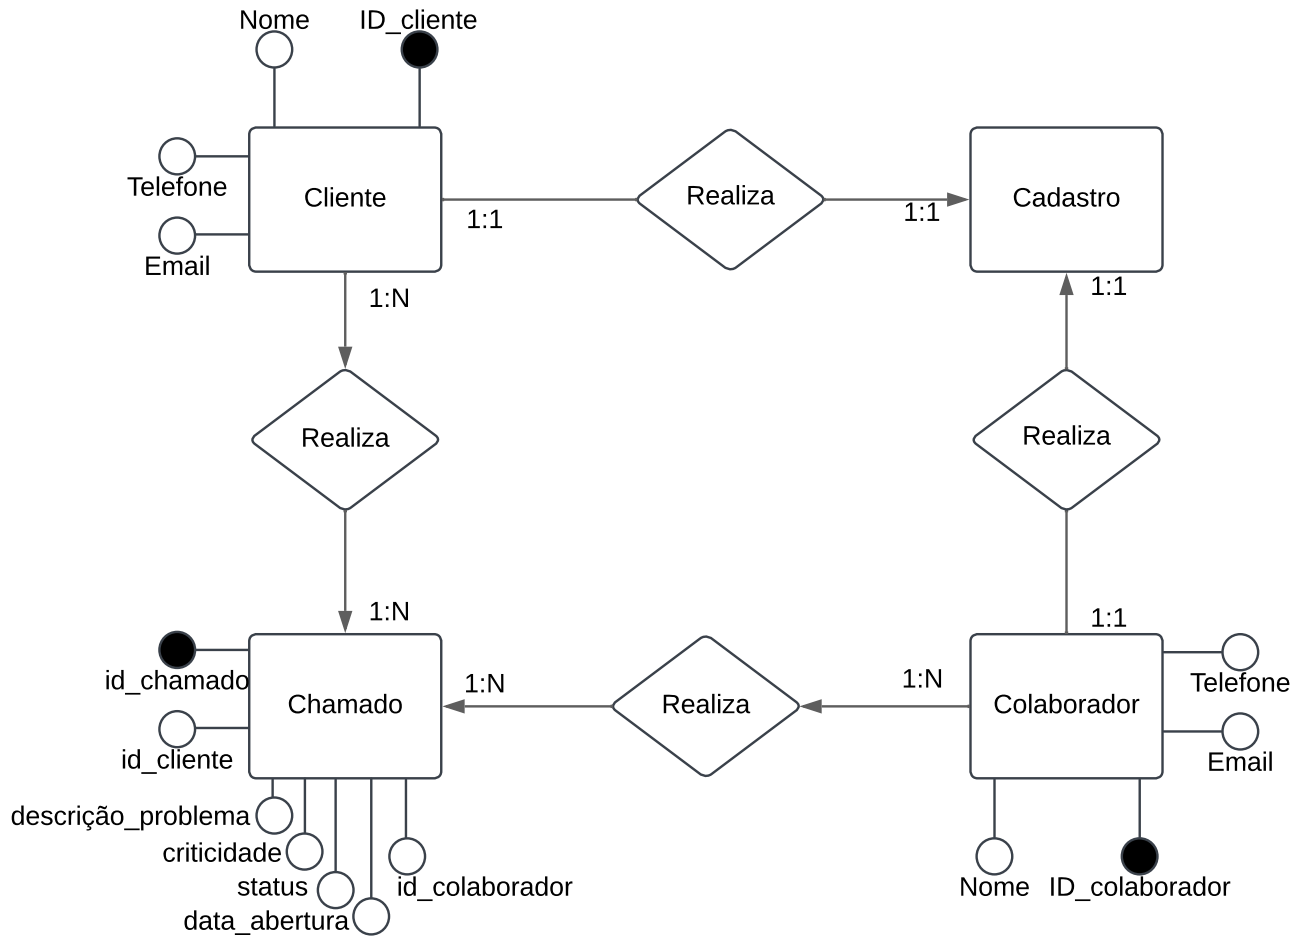 Nome
ID_cliente
Telefone
Email
Cliente
1:1
Realiza
1:1
Cadastro
1:N
1:1
Realiza
Realiza
1:N
1:1
id_chamado
id_cliente
Chamado
1:N
Realiza
1:N
Colaborador
Telefone
Email
descrição_problema
criticidade
status
data_abertura
id_colaborador
Nome
ID_colaborador